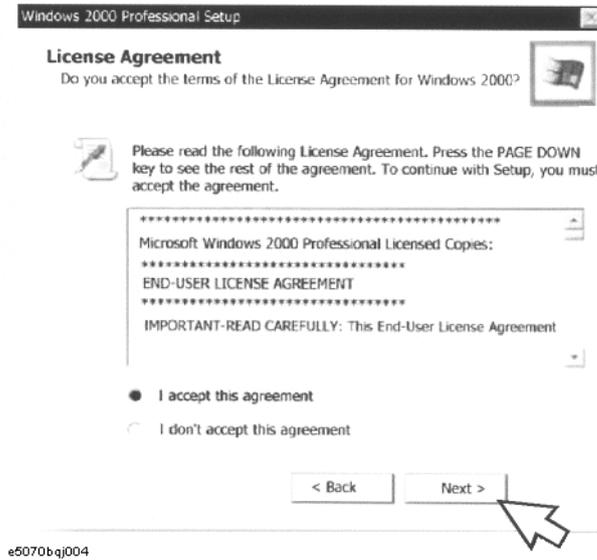 Windows 2000 Professional Setup
License Agreement
Do you accept the terms of the License Agreement for Windows 2000?
Please read the following License Agreement. Press the PAGE DOWN
key to see the rest of the agreement. To continue with Setup, you must
accept the agreement.
**********************************************
Microsoft Windows 2000 Professional Licensed Copies:
**********************************
END-USER LICENSE AGREEMENT
**********************************
IMPORTANT-READ CAREFULLY: This End-User License Agreement
I accept this agreement
I don't accept this agreement
< Back Next >
e5070bqj004